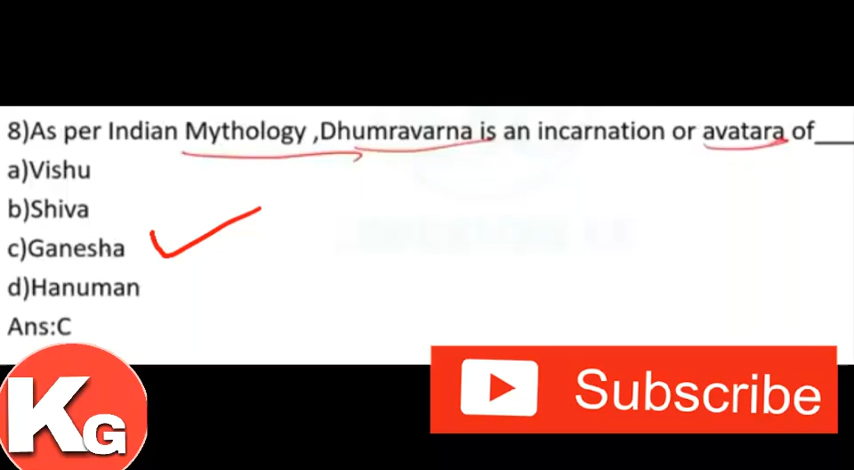 8)As per Indian Mythology ,Dhumravarna is an incarnation or avatara of___
a)Vishu
b)Shiva
c)Ganesha
d)Hanuman
Ans:C
KG
Subscribe